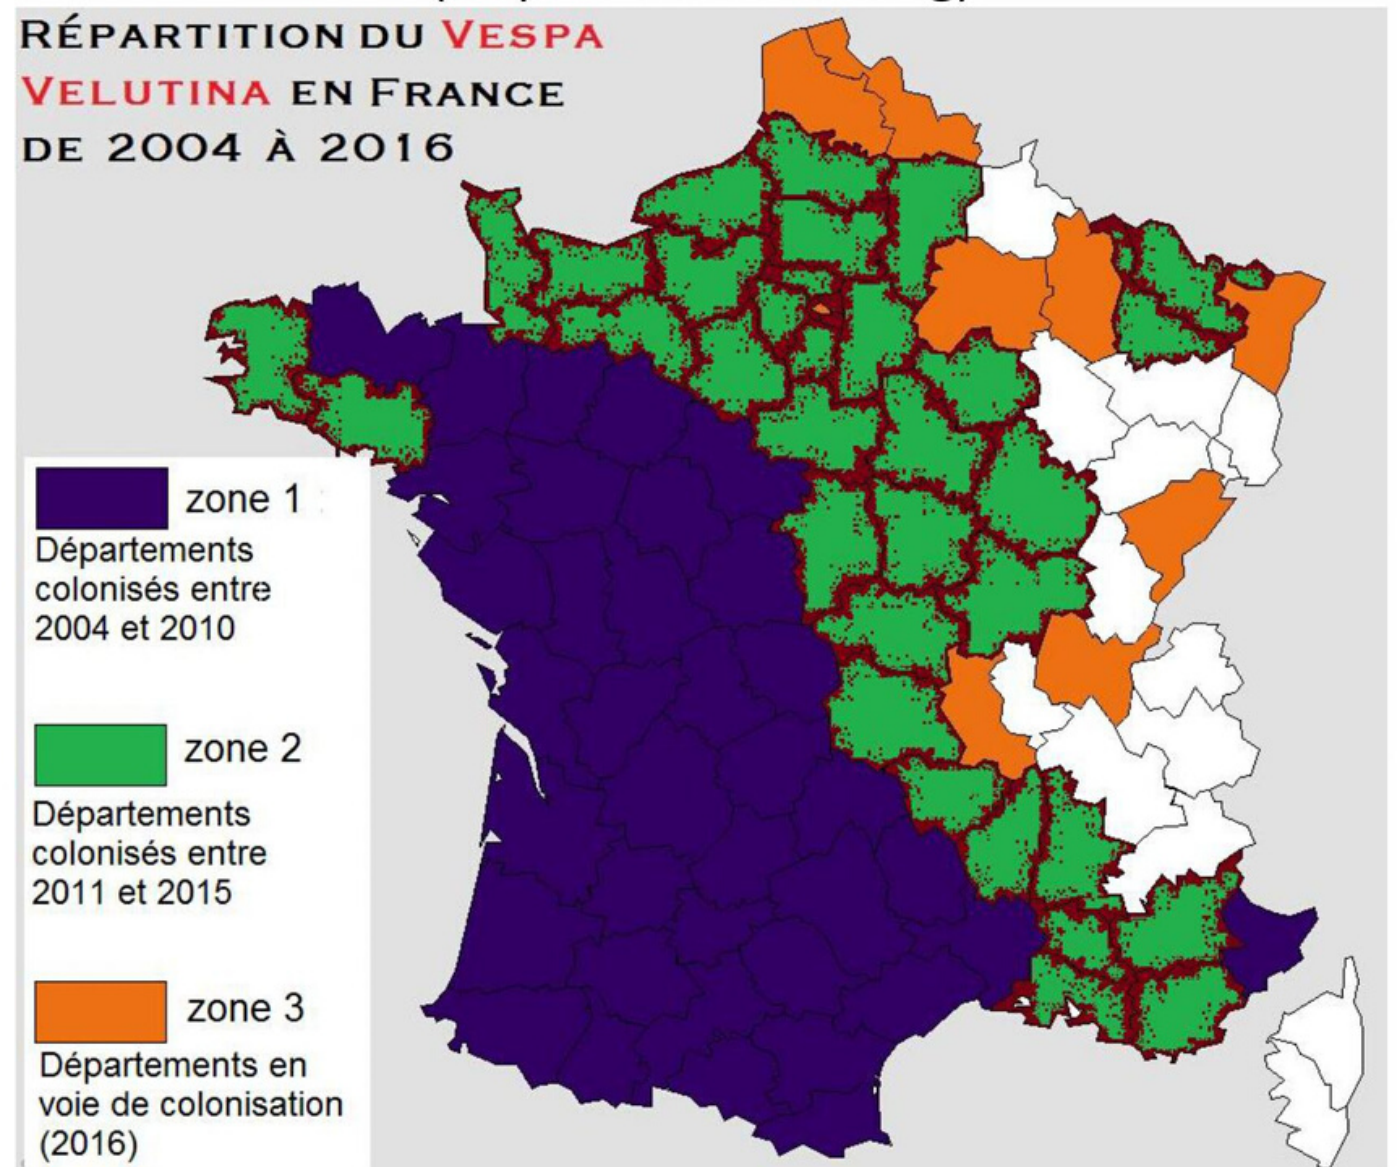 RÉPARTITION DU VESPA
VELUTINA EN FRANCE
DE 2004 À 2016
zone 1
Départements
colonisés entre
2004 et 2010
zone 2
Départements
colonisés entre
2011 et 2015
zone 3
Départements en
voie de colonisation
(2016)